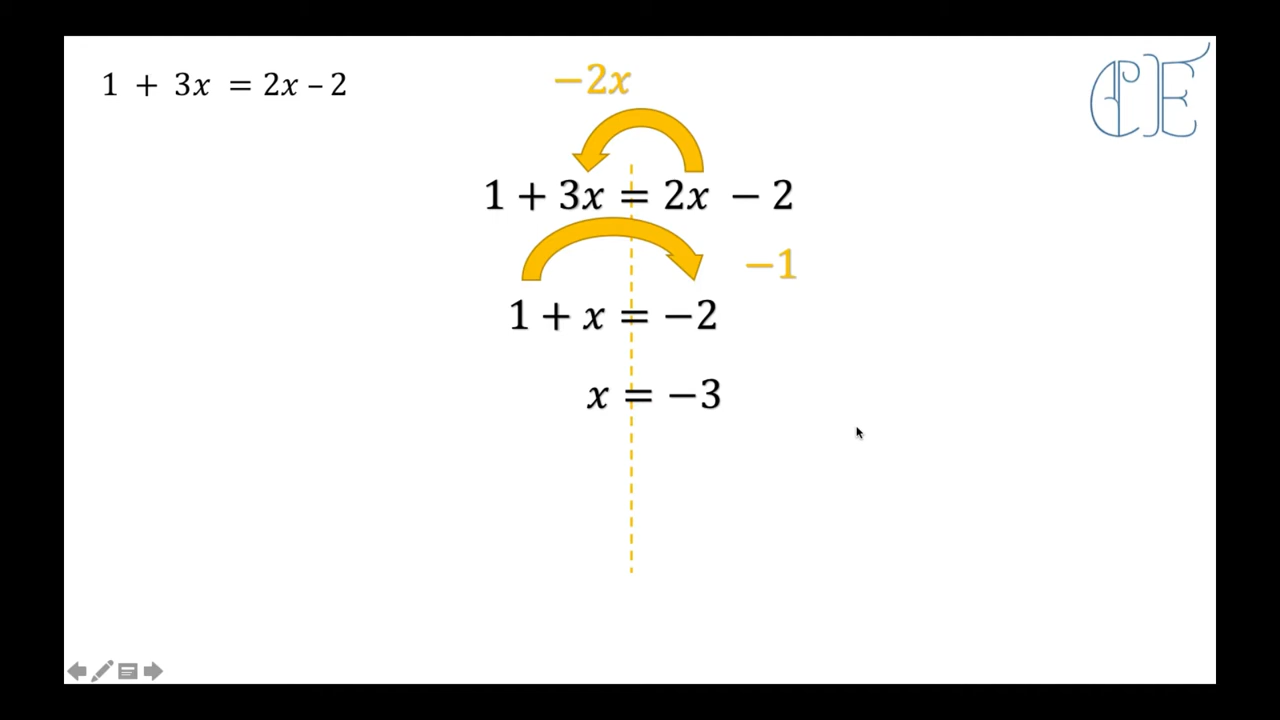 1 + 3x = 2x – 2
CE
−2x
1 + 3x = 2x − 2
−1
1 + x = −2
x = −3